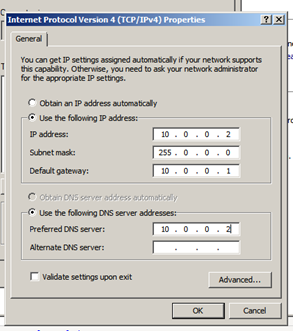 Internet Protocol Version 4 (TCP/IPv4) Properties
General
You can get IP settings assigned automatically if your network supports
this capability. Otherwise, you need to ask your network administrator
for the appropriate IP settings.
Obtain an IP address automatically
Use the following IP address:
IP address: 10 . 0 . 0 . 2
Subnet mask: 255 . 0 . 0 . 0
Default gateway: 10 . 0 . 0 . 1
Obtain DNS server address automatically
Use the following DNS server addresses:
Preferred DNS server: 10 . 0 . 0 . 2
Alternate DNS server: . . .
Validate settings upon exit
Advanced...
OK Cancel